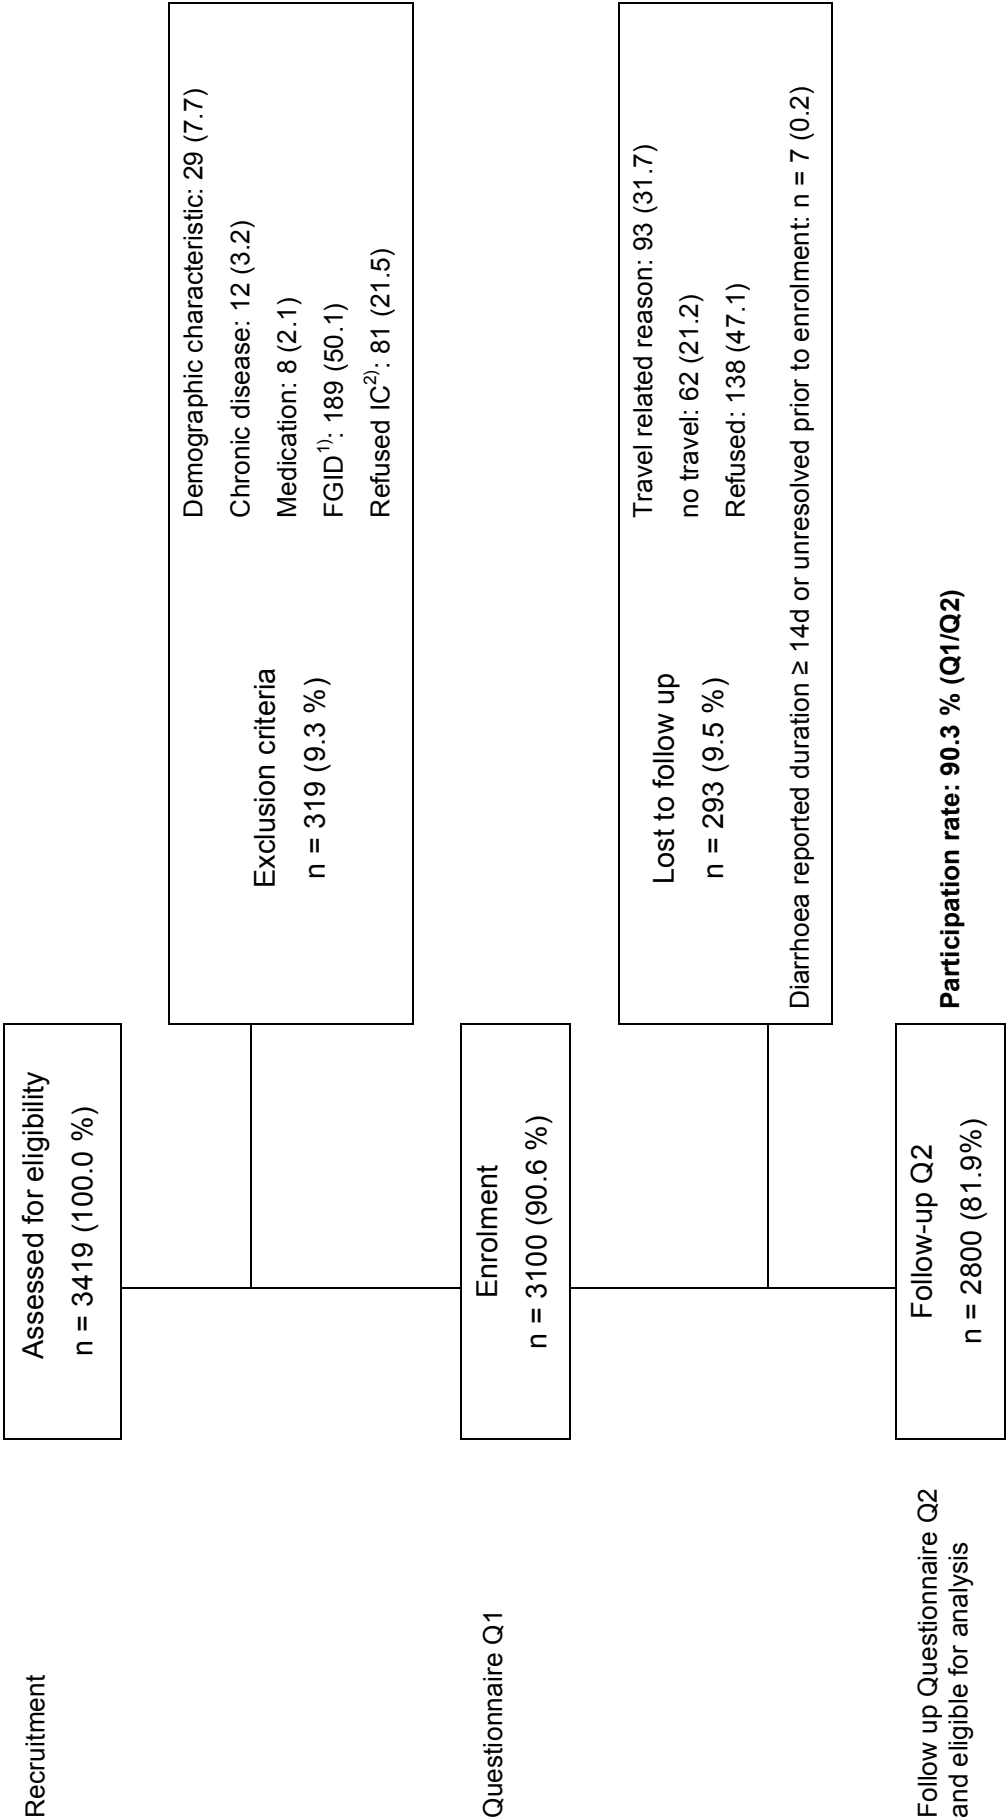 Recruitment
Assessed for eligibility
n = 3419 (100.0 %)
Exclusion criteria
n = 319 (9.3 %)
Demographic characteristic: 29 (7.7)
Chronic disease: 12 (3.2)
Medication: 8 (2.1)
FGID¹⁾: 189 (50.1)
Refused IC²⁾: 81 (21.5)
Questionnaire Q1
Enrolment
n = 3100 (90.6 %)
Lost to follow up
n = 293 (9.5 %)
Travel related reason: 93 (31.7)
no travel: 62 (21.2)
Refused: 138 (47.1)
Diarrhoea reported duration ≥ 14d or unresolved prior to enrolment: n = 7 (0.2)
Follow up Questionnaire Q2
and eligible for analysis
Follow-up Q2
n = 2800 (81.9%)
Participation rate: 90.3 % (Q1/Q2)